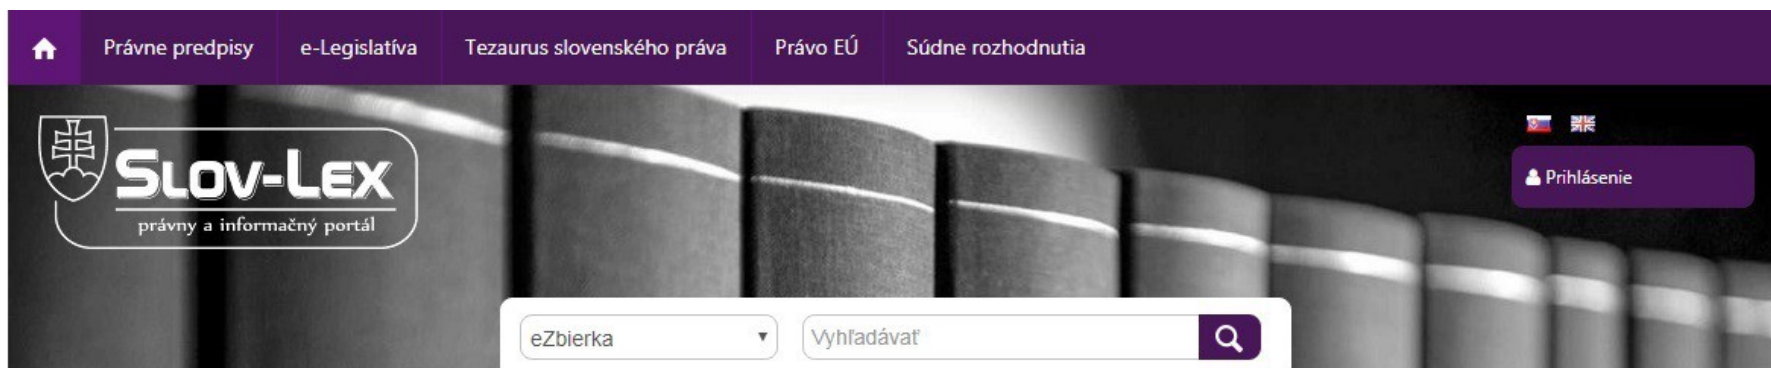 Právne predpisy e-Legislatíva Tezaurus slovenského práva Právo EÚ Súdne rozhodnutia
SLOV-LEX
právny a informačný portál
Prihlásenie
eZbierka Vyhľadávať